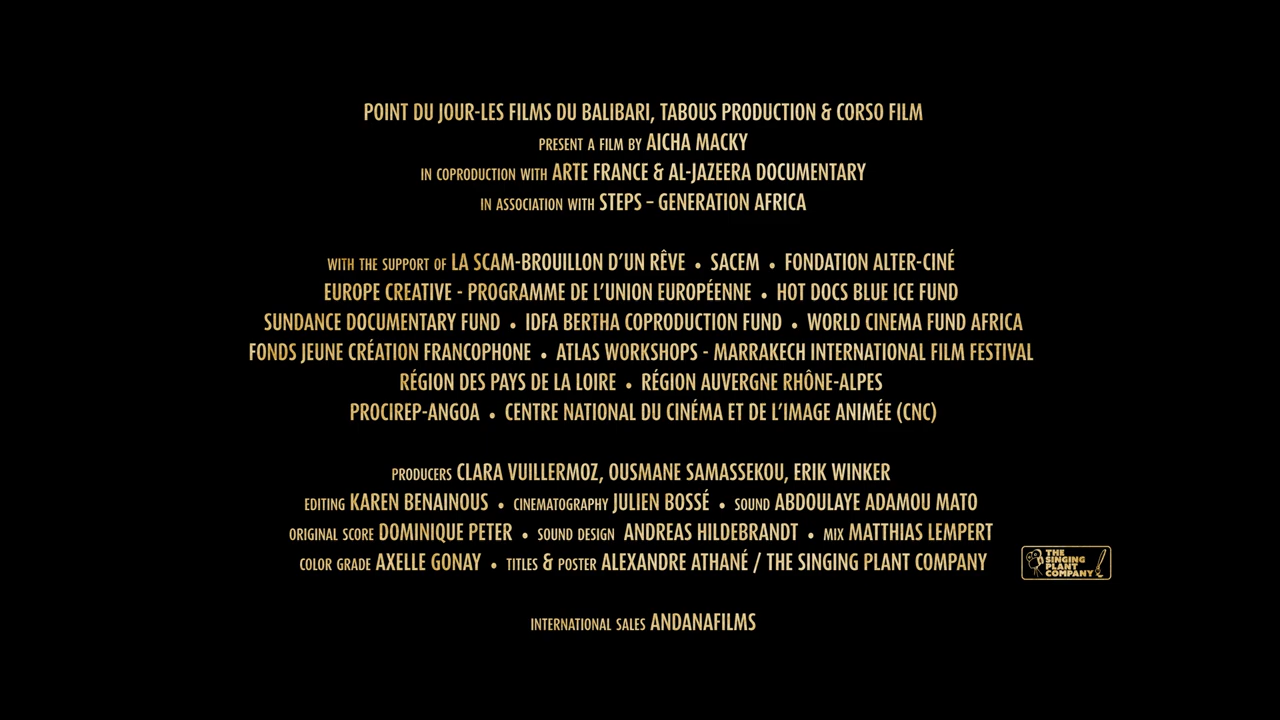 POINT DU JOUR-LES FILMS DU BALIBARI, TABOUS PRODUCTION & CORSO FILM
PRESENT A FILM BY AICHA MACKY
IN COPRODUCTION WITH ARTE FRANCE & AL-JAZEERA DOCUMENTARY
IN ASSOCIATION WITH STEPS – GENERATION AFRICA
WITH THE SUPPORT OF LA SCAM-BROUILLON D'UN RÊVE • SACEM • FONDATION ALTER-CINÉ
EUROPE CREATIVE - PROGRAMME DE L'UNION EUROPÉENNE • HOT DOCS BLUE ICE FUND
SUNDANCE DOCUMENTARY FUND • IDFA BERTHA COPRODUCTION FUND • WORLD CINEMA FUND AFRICA
FONDS JEUNE CRÉATION FRANCOPHONE • ATLAS WORKSHOPS - MARRAKECH INTERNATIONAL FILM FESTIVAL
RÉGION DES PAYS DE LA LOIRE • RÉGION AUVERGNE RHÔNE-ALPES
PROCIREP-ANGOA • CENTRE NATIONAL DU CINÉMA ET DE L'IMAGE ANIMÉE (CNC)
PRODUCERS CLARA VUILLERMOZ, OUSMANE SAMASSEKOU, ERIK WINKER
EDITING KAREN BENAINOUS • CINEMATOGRAPHY JULIEN BOSSÉ • SOUND ABDOULAYE ADAMOU MATO
ORIGINAL SCORE DOMINIQUE PETER • SOUND DESIGN ANDREAS HILDEBRANDT • MIX MATTHIAS LEMPERT
COLOR GRADE AXELLE GONAY • TITLES & POSTER ALEXANDRE ATHANÉ / THE SINGING PLANT COMPANY
THE
SINGING
PLANT
COMPANY
INTERNATIONAL SALES ANDANAFILMS